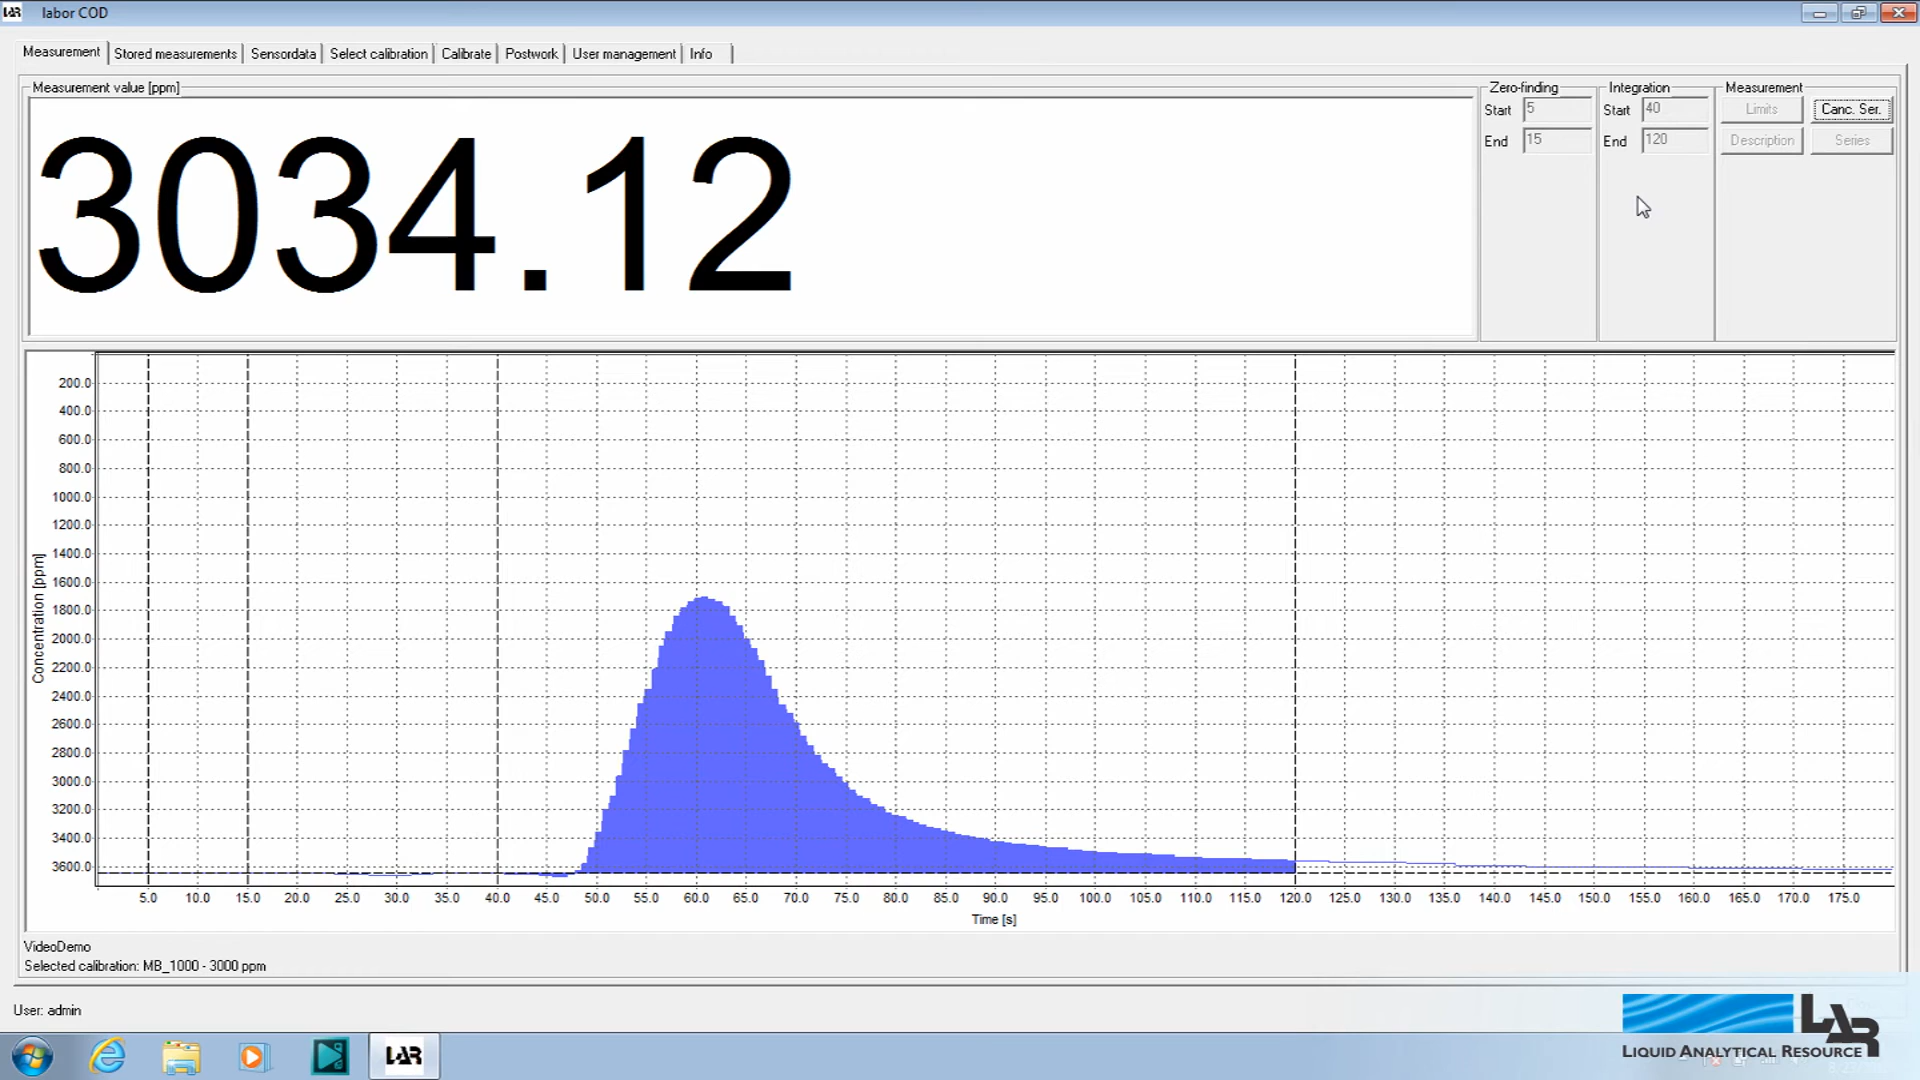 LAR labor COD
Measurement Stored measurements Sensordata Select calibration Calibrate Postwork User management Info
Measurement value [ppm] Zero-finding Integration Measurement
Start 5 Start 40 Limits Canc. Ser.
End 15 End 120 Description Series
3034.12
200.0
400.0
600.0
800.0
1000.0
1200.0
1400.0
1600.0
1800.0
2000.0
2200.0
2400.0
2600.0
2800.0
3000.0
3200.0
3400.0
3600.0
Concentration [ppm]
5.0 10.0 15.0 20.0 25.0 30.0 35.0 40.0 45.0 50.0 55.0 60.0 65.0 70.0 75.0 80.0 85.0 90.0 95.0 100.0 105.0 110.0 115.0 120.0 125.0 130.0 135.0 140.0 145.0 150.0 155.0 160.0 165.0 170.0 175.0
Time [s]
VideoDemo
Selected calibration: MB_1000 - 3000 ppm
User: admin
LAR
LAR
LIQUID ANALYTICAL RESOURCE